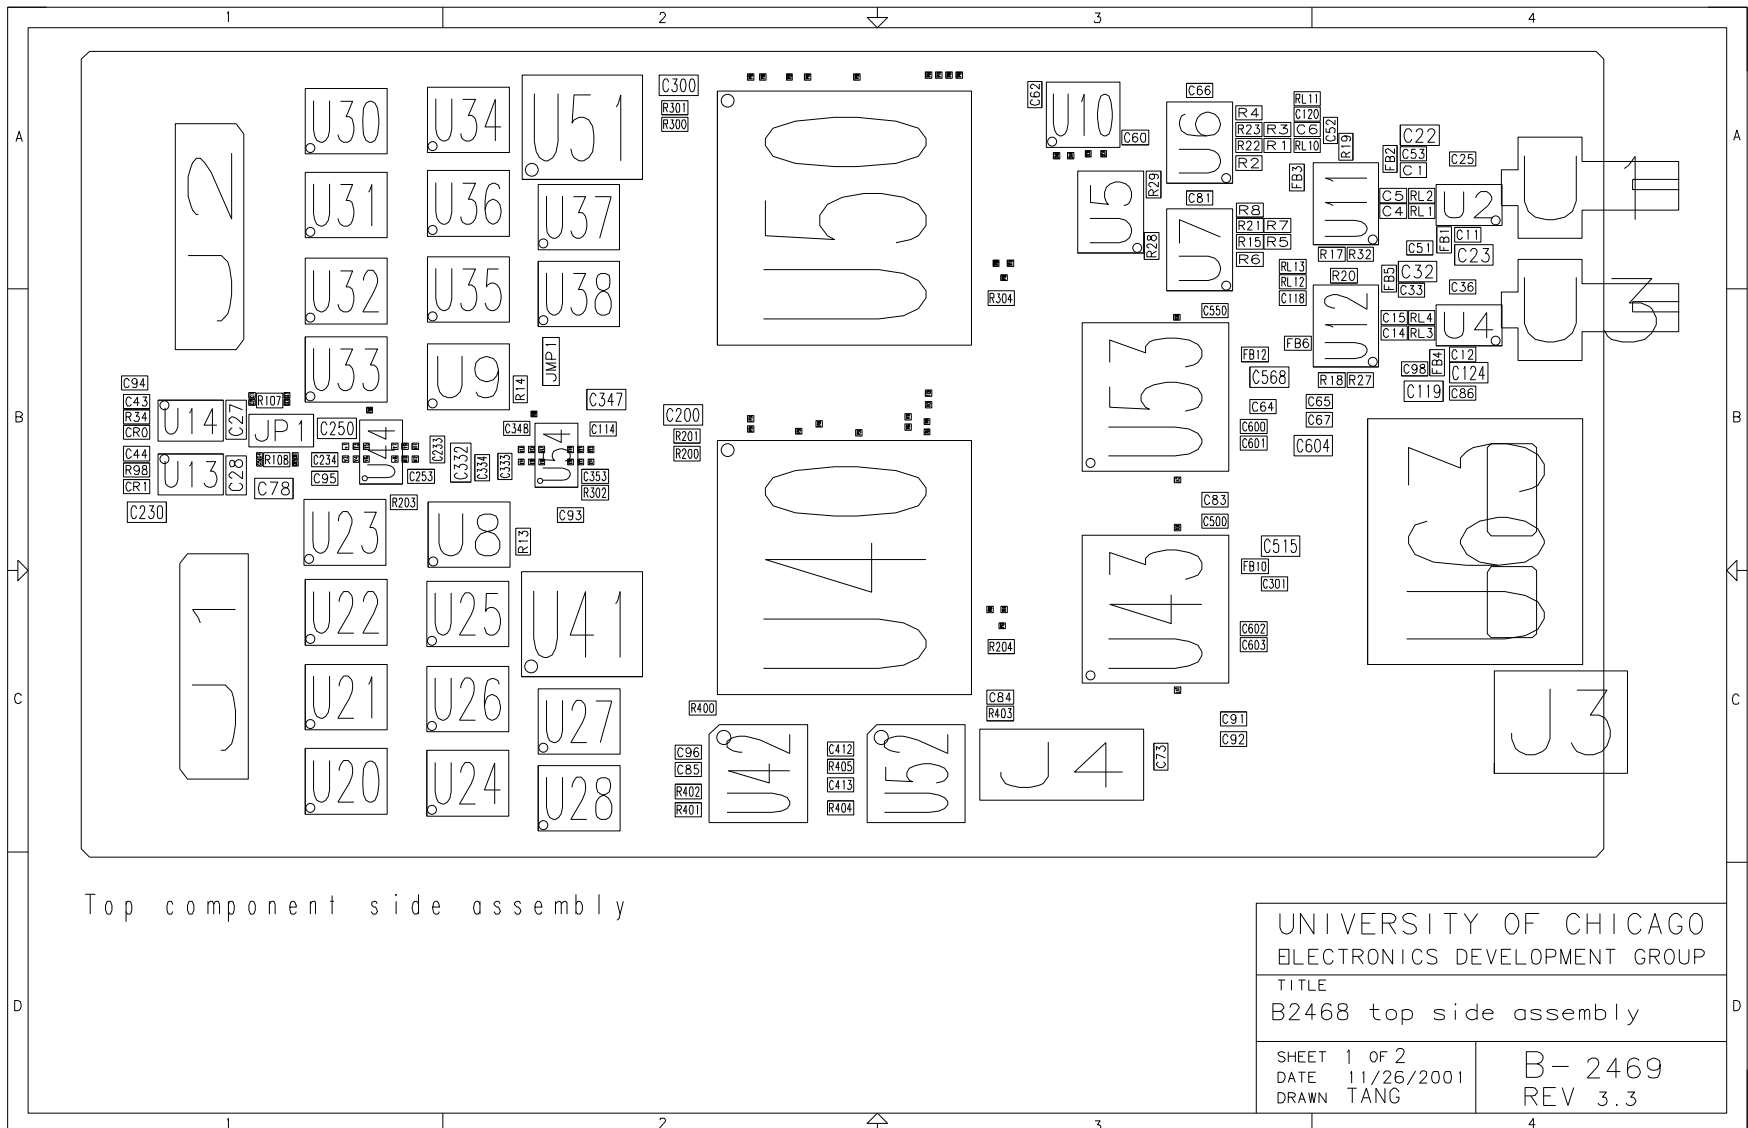 1 2 3 4
A A
B B
C C
D D
1 2 3 4
J2
J1
U30 U34 U51
U31 U36 U37
U32 U35 U38
U33 U9 R14 JMP1
C94
C43
R34
CR0
U14 C27 R107
JP1 C250
C44
R98
CR1
U13 C28 R108
C78
C230
C234
C95
U44
C233
C253
R203
C332
C334
C333
C348
U54
C347
C114
C353
R302
C93
U23 U8 R13
U22 U25 U41
U21 U26 U27
U20 U24 U28
C300
R301
R300
U50
C200
R201
R200
U40
R304
R204
R400
C84
R403
C96
C85
R402
R401
U42
C412
R405
C413
R404
U52
J4
C73
C62
U10
C60
U5
R29
R28
C66
U6
C81
U7
R4
R23 R3 C6
R22 R1 RL10
R2
RL11
C120
C52
R19
R8
R21 R7
R15 R5
R6
RL13
RL12
C118
FB3
U11
R17 R32
R20
FB2
C22
C53
C1
C25
C5 RL2
C4 RL1
U2
U1
C51
FB1
C11
C23
FB5
C32
C33
C36
U12
FB6
R18 R27
C15 RL4
C14 RL3
U4
U3
C98
FB4
C12
C124
C119
C86
C550
U53
FB12
C568
C64
C600
C601
C65
C67
C604
U63
C83
C500
U43
C515
FB10
C301
C602
C603
C91
C92
J3
Top component side assembly
UNIVERSITY OF CHICAGO
ELECTRONICS DEVELOPMENT GROUP
TITLE
B2468 top side assembly
SHEET 1 OF 2
DATE 11/26/2001
DRAWN TANG
B- 2469
REV 3.3